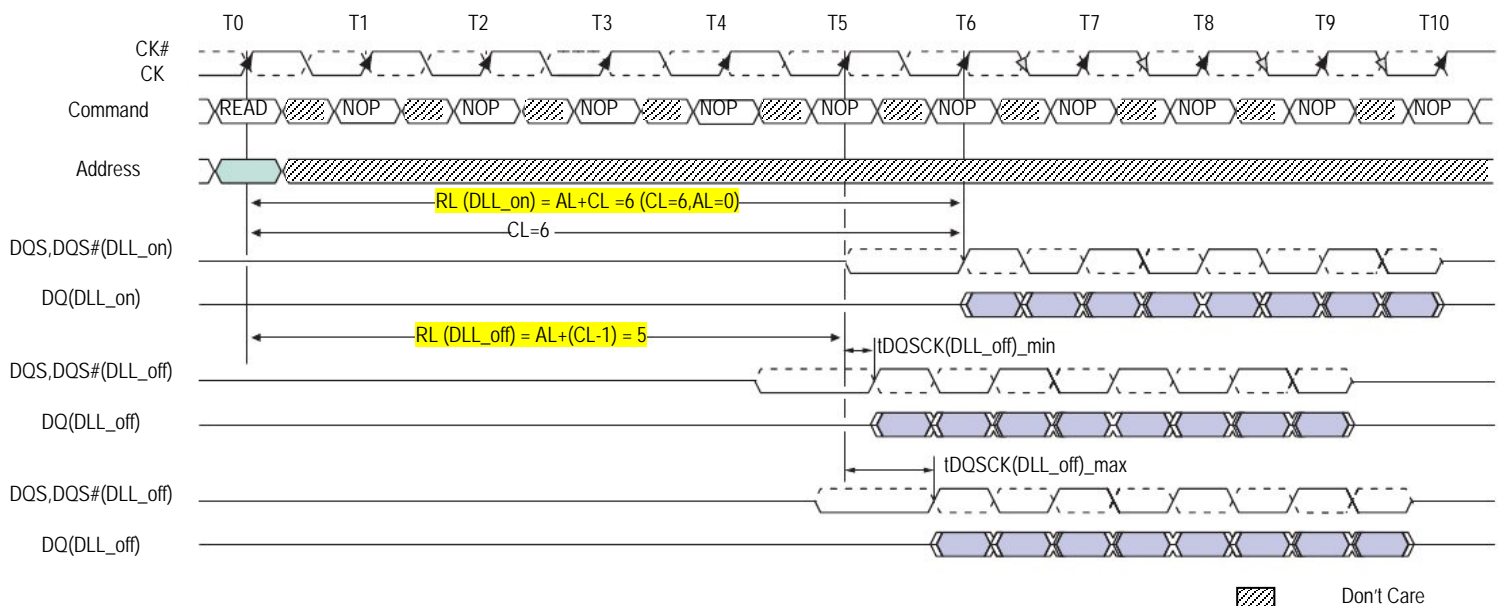 T0 T1 T2 T3 T4 T5 T6 T7 T8 T9 T10
CK#
CK
Command READ NOP NOP NOP NOP NOP NOP NOP NOP NOP NOP
Address
RL (DLL_on) = AL+CL =6 (CL=6,AL=0)
CL=6
DQS,DQS#(DLL_on)
DQ(DLL_on)
RL (DLL_off) = AL+(CL-1) = 5
tDQSCK(DLL_off)_min
DQS,DQS#(DLL_off)
DQ(DLL_off)
tDQSCK(DLL_off)_max
DQS,DQS#(DLL_off)
DQ(DLL_off)
Don't Care